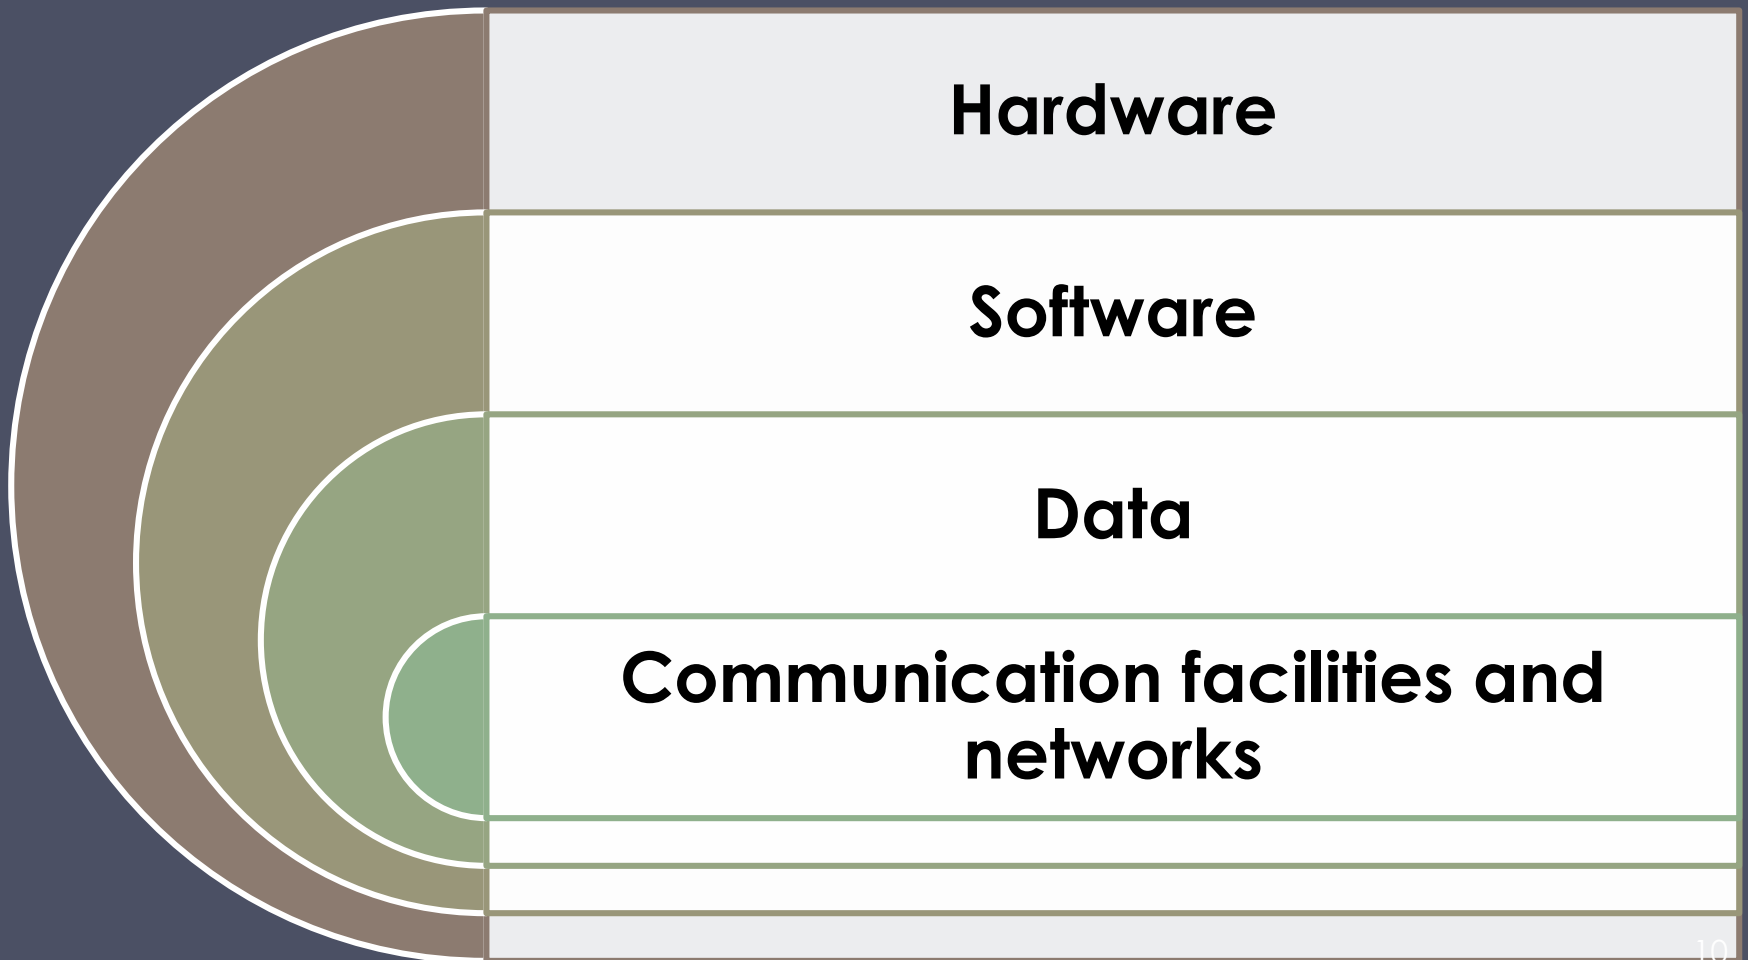 Hardware
Software
Data
Communication facilities and
networks
10